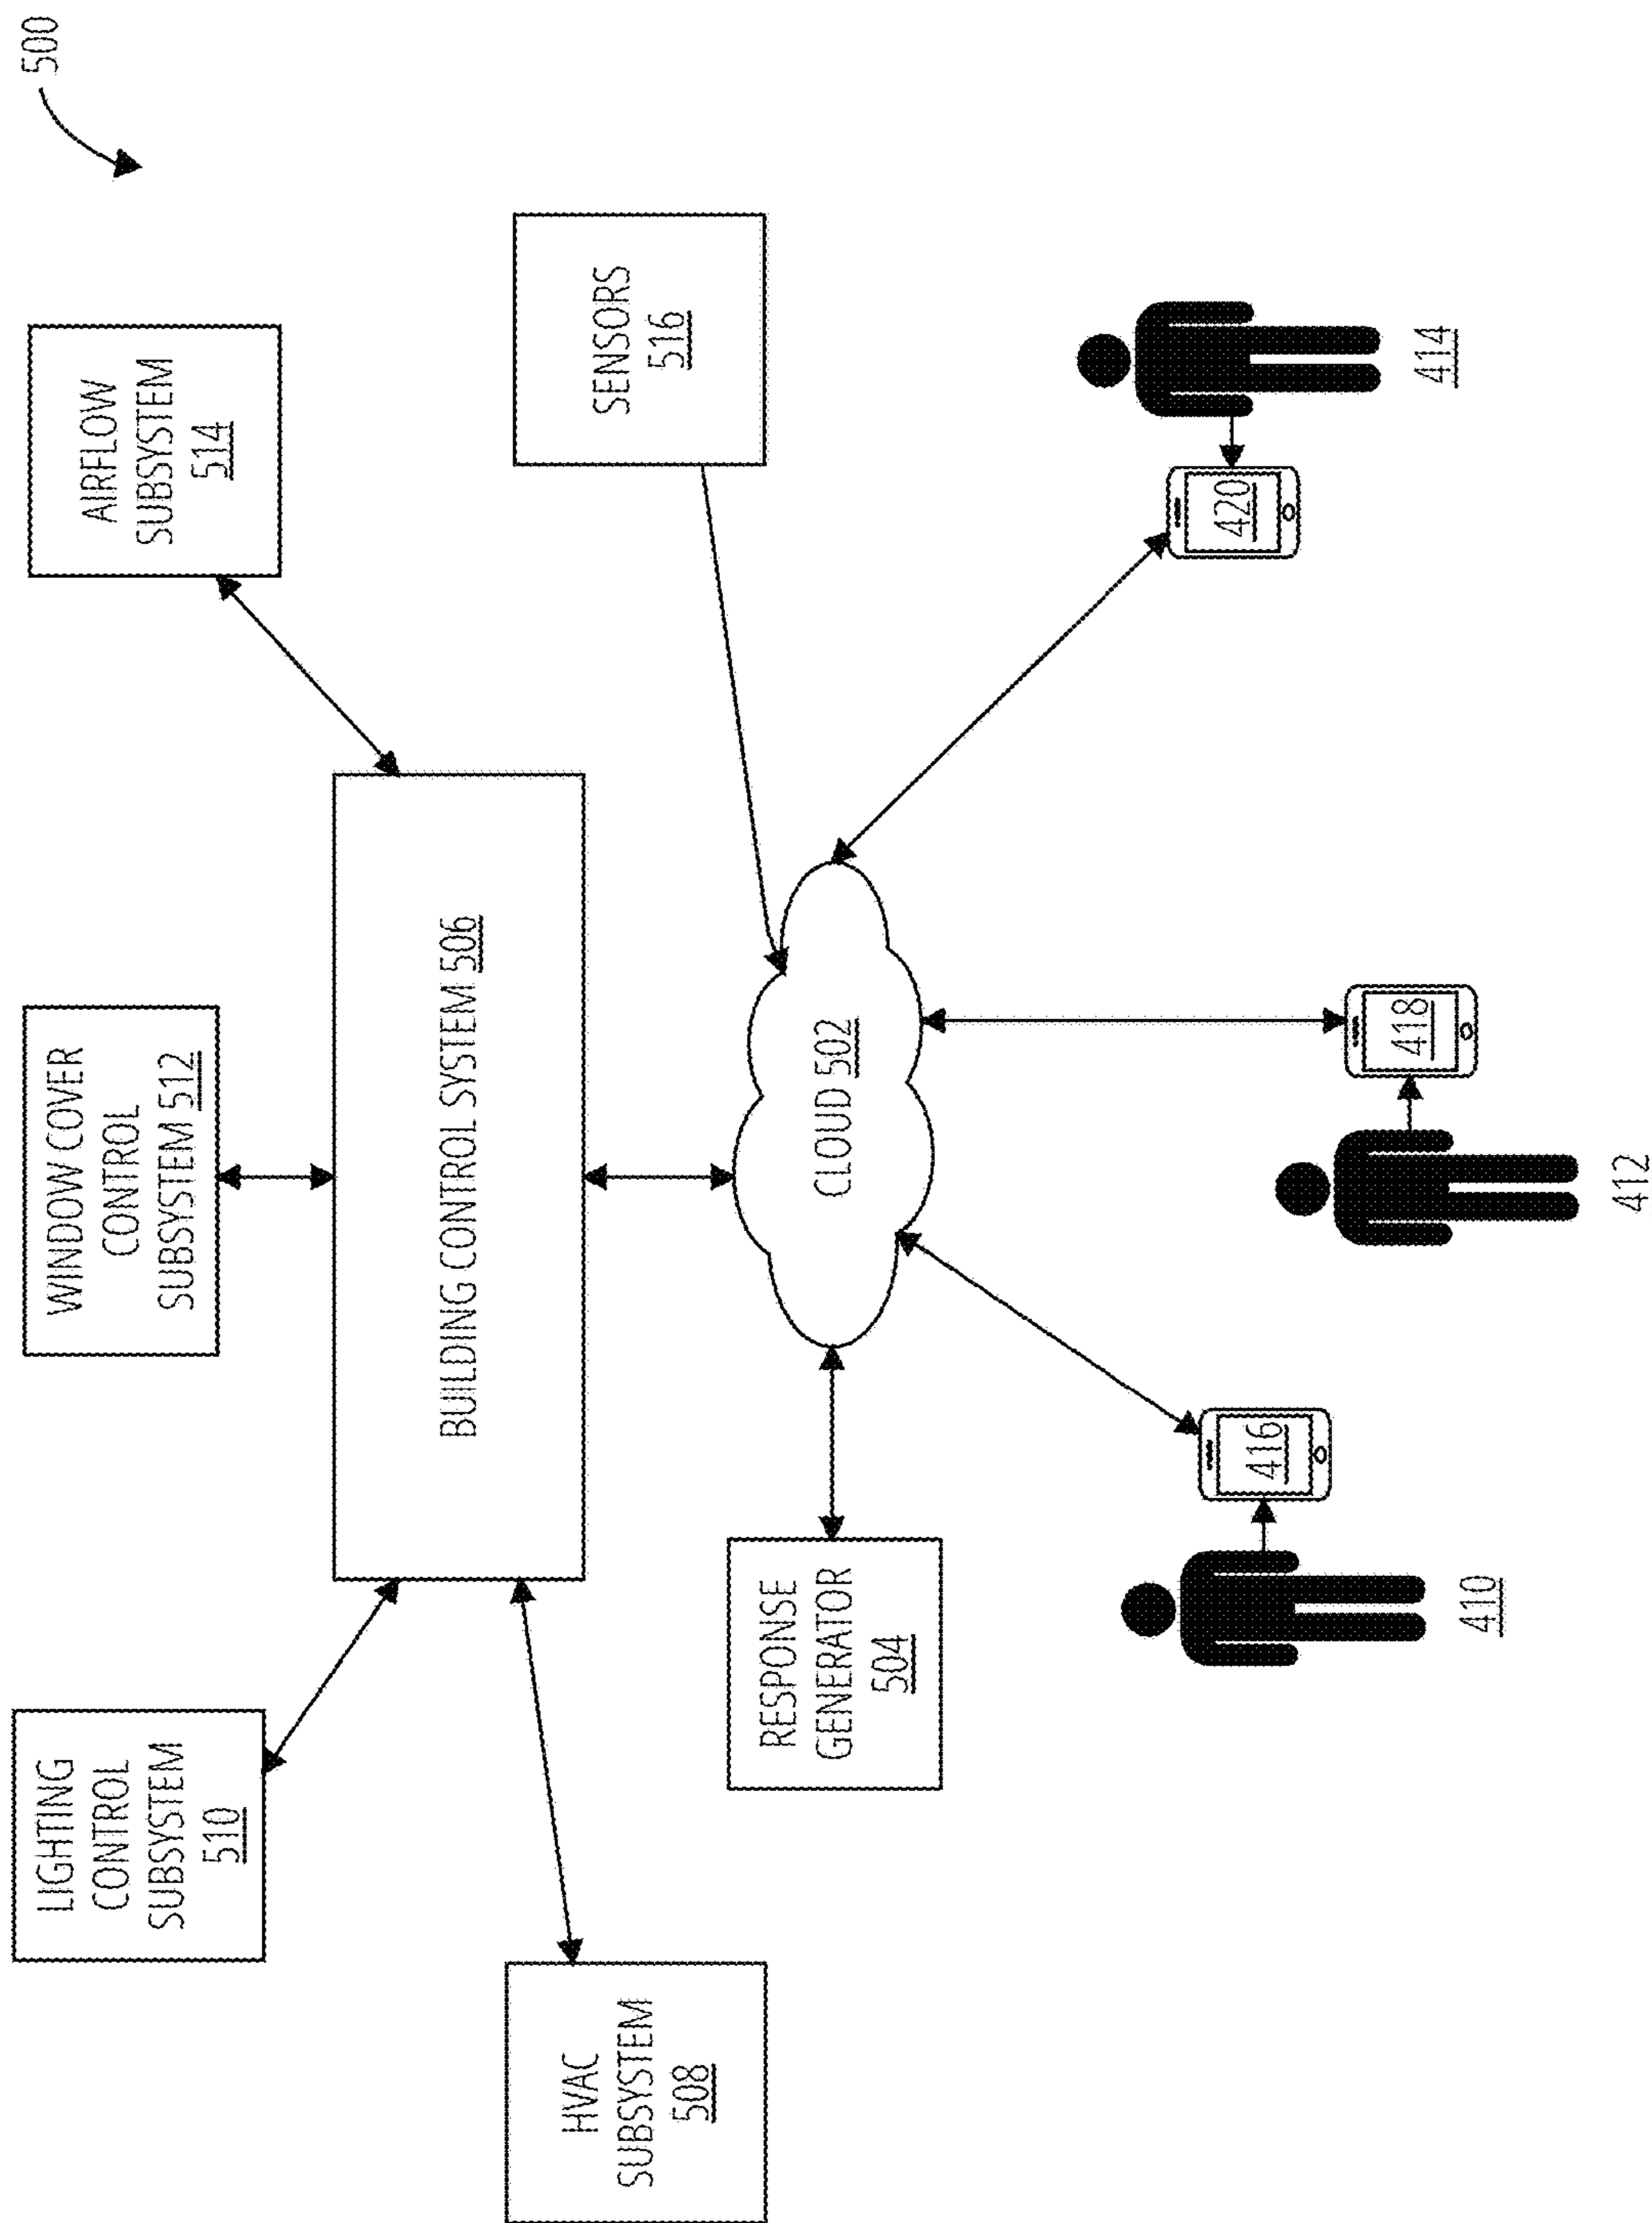 500
LIGHTING
CONTROL
SUBSYSTEM
510
WINDOW COVER
CONTROL
SUBSYSTEM 512
AIRFLOW
SUBSYSTEM
514
BUILDING CONTROL SYSTEM 506
HVAC
SUBSYSTEM
508
SENSORS
516
RESPONSE
GENERATOR
504
CLOUD 502
416
418
420
410
412
414